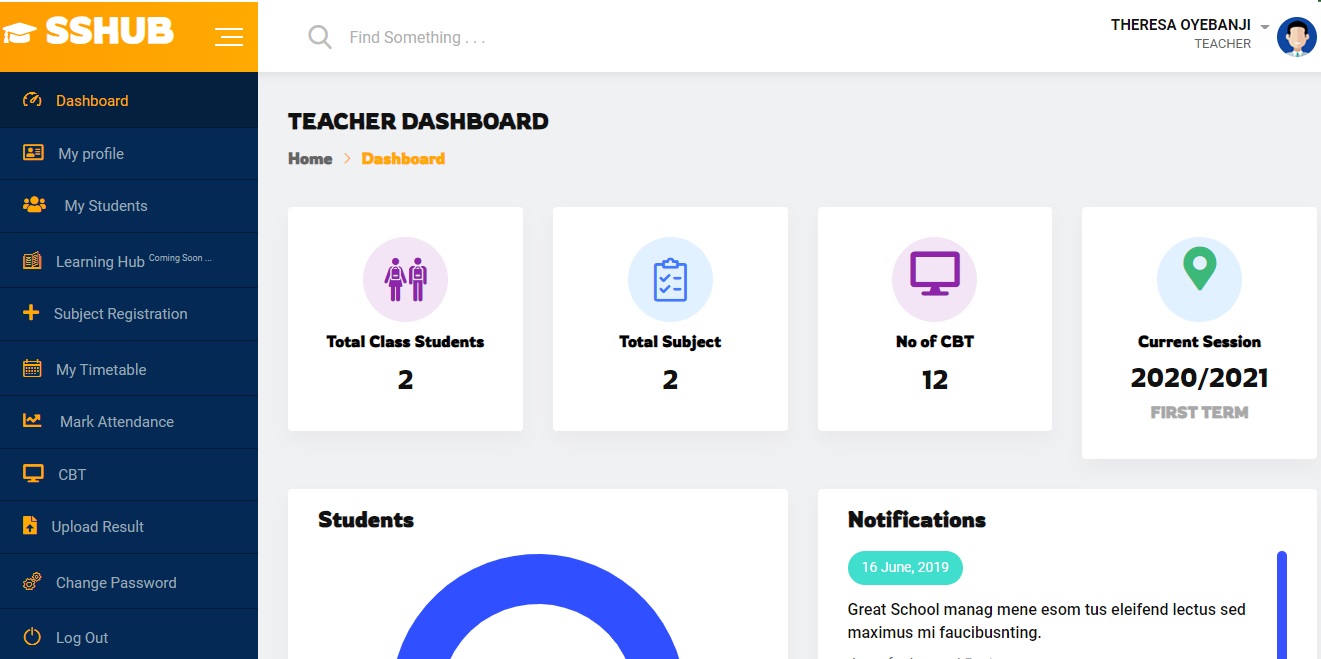 SSHUB
Find Something . . .
THERESA OYEBANJI
TEACHER
Dashboard
My profile
My Students
Learning Hub Coming Soon ...
Subject Registration
My Timetable
Mark Attendance
CBT
Upload Result
Change Password
Log Out
TEACHER DASHBOARD
Home > Dashboard
Total Class Students
2
Total Subject
2
No of CBT
12
Current Session
2020/2021
FIRST TERM
Students
Notifications
16 June, 2019
Great School manag mene esom tus eleifend lectus sed
maximus mi faucibusnting.